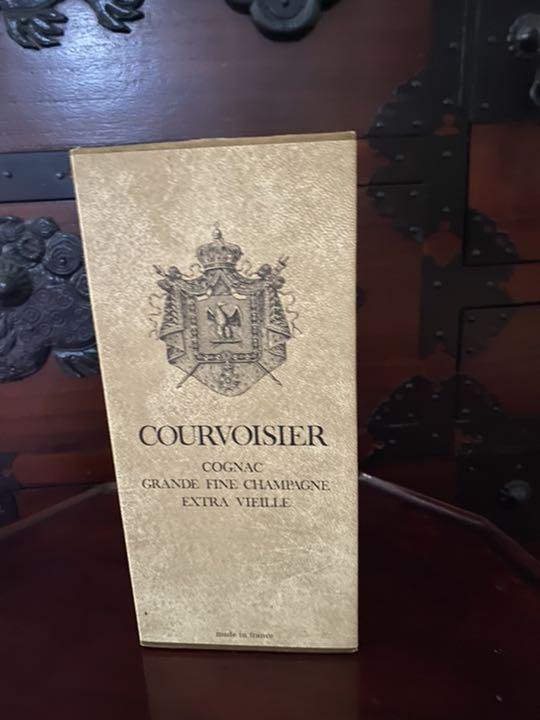 COURVOISIER
COGNAC
GRANDE FINE CHAMPAGNE
EXTRA VIEILLE
made in france